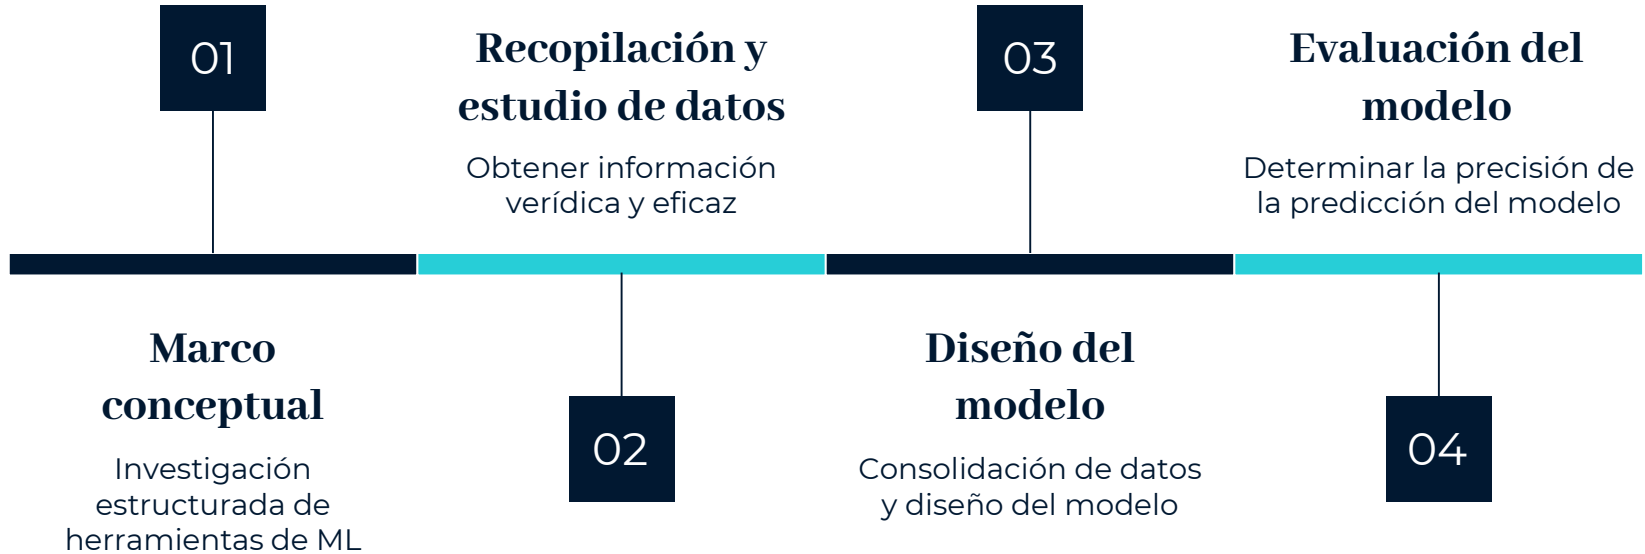 01
Marco
conceptual
Investigación
estructurada de
herramientas de ML
Recopilación y
estudio de datos
Obtener información
verídica y eficaz
02
03
Diseño del
modelo
Consolidación de datos
y diseño del modelo
Evaluación del
modelo
Determinar la precisión de
la predicción del modelo
04